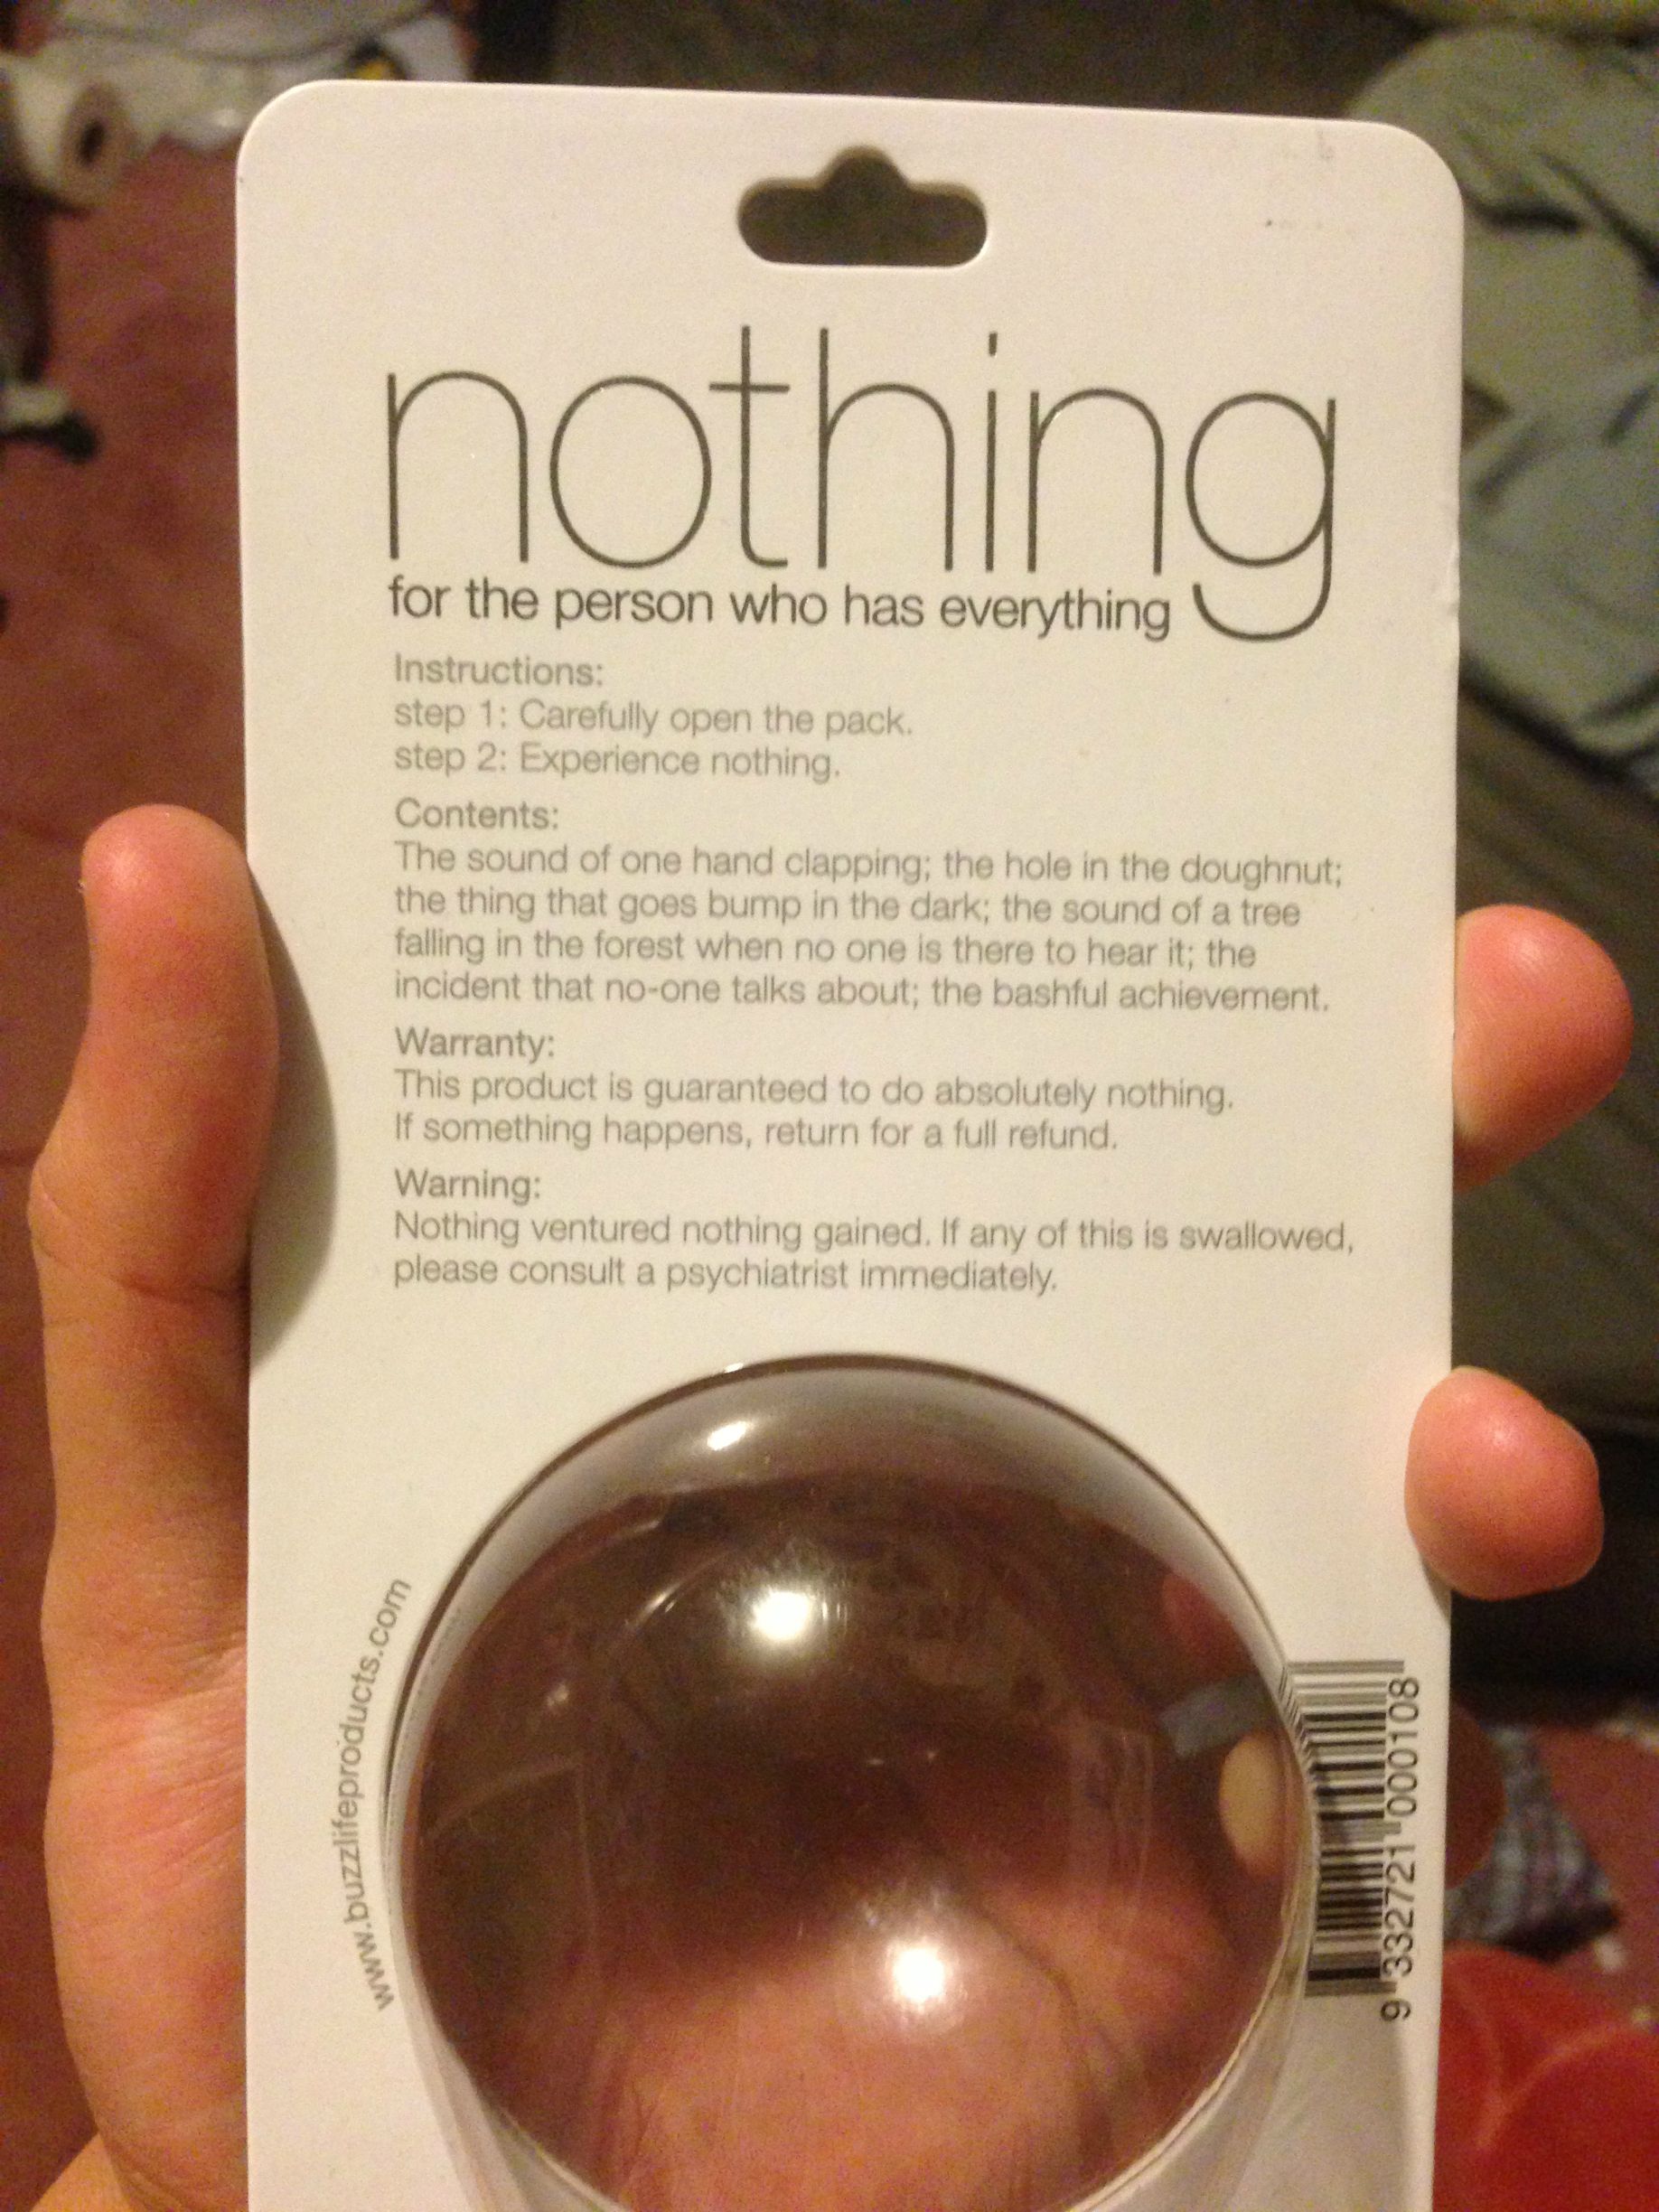 nothing
for the person who has everything
Instructions:
step 1: Carefully open the pack.
step 2: Experience nothing.
Contents:
The sound of one hand clapping; the hole in the doughnut;
the thing that goes bump in the dark; the sound of a tree
falling in the forest when no one is there to hear it; the
incident that no-one talks about; the bashful achievement.
Warranty:
This product is guaranteed to do absolutely nothing.
If something happens, return for a full refund.
Warning:
Nothing ventured nothing gained. If any of this is swallowed,
please consult a psychiatrist immediately.
www.buzzlifeproducts.com
9 332721 000108